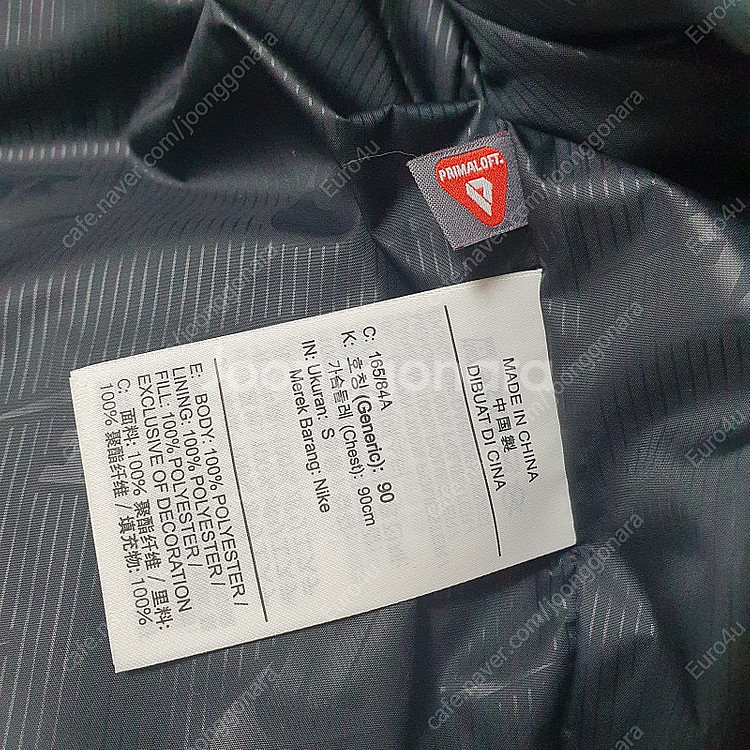 PRIMALOFT.
MADE IN CHINA
中国製
DIBUAT DI CINA
C: 165/84A
K: 호칭 (Generic): 90
가슴둘레 (Chest): 90cm
IN: Ukuran: S
Merek Barang: Nike
E: BODY: 100% POLYESTER /
LINING: 100% POLYESTER /
FILL: 100% POLYESTER /
EXCLUSIVE OF DECORATION
C: 面料: 100% 聚酯纤维 / 里料:
100% 聚酯纤维 / 填充物: 100%
joonggonara
cafe.naver.com/joonggonara
Euro4u